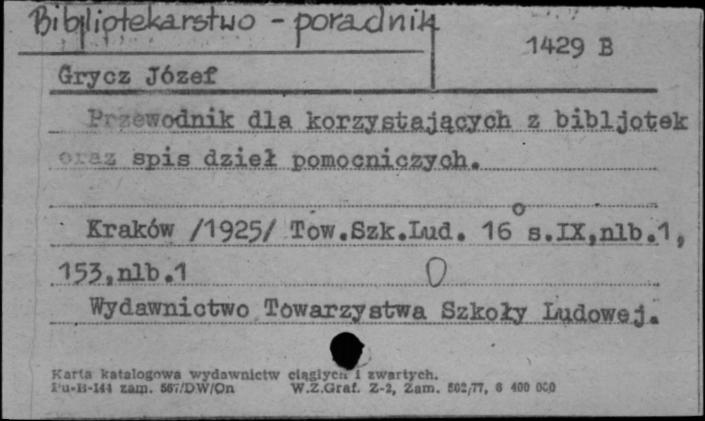 Bibliotekarstwo - poradnik
1429 B
Grycz Józef
Przewodnik dla korzystających z bibljotek
oraz spis dzieł pomocniczych.
Kraków /1925/ Tow.Szk.Lud. 16° s.IX,nlb.1,
153,nlb.1
Wydawnictwo Towarzystwa Szkoły Ludowej.
Karta katalogowa wydawnictw ciągłych i zwartych.
Pu-B-144 zam. 567/DW/On W.Z.Graf. Z-2, Zam. 502/77, 6 400 000